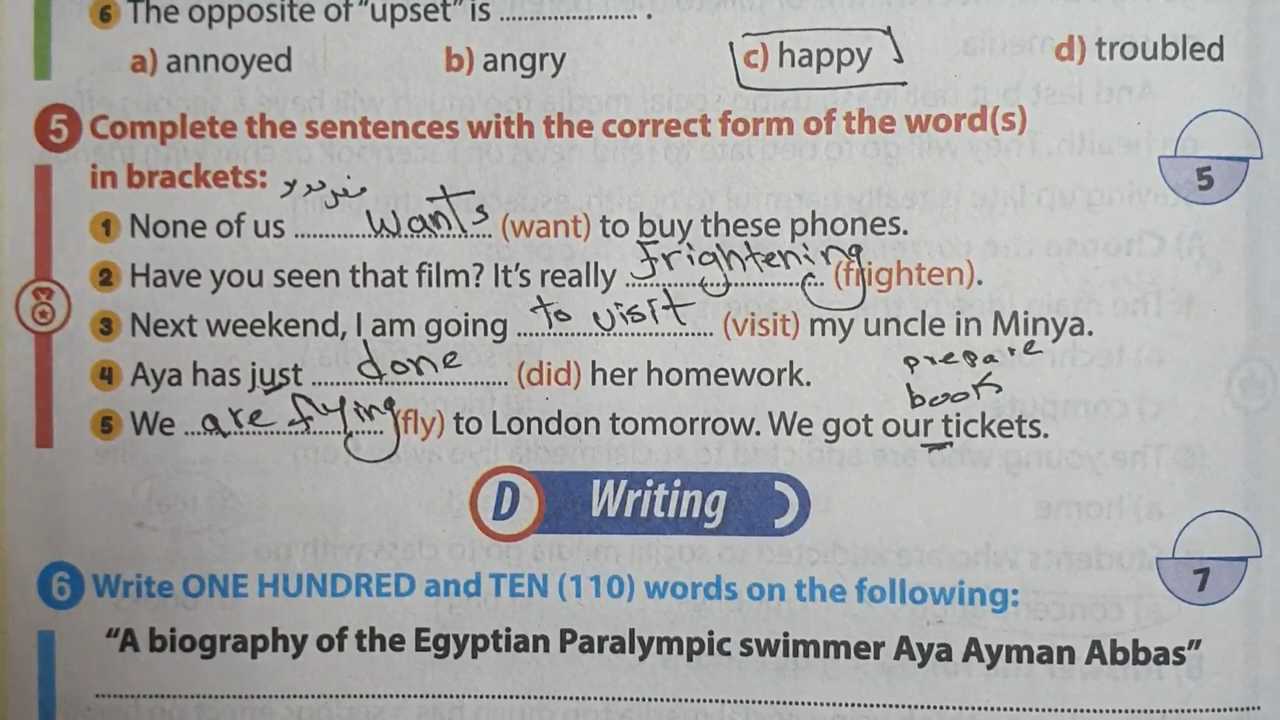 6 The opposite of "upset" is .................... .
a) annoyed b) angry c) happy d) troubled
5 Complete the sentences with the correct form of the word(s)
in brackets:
5
1 None of us wants (want) to buy these phones.
2 Have you seen that film? It's really frightening (frighten).
3 Next weekend, I am going to visit (visit) my uncle in Minya.
4 Aya has just done (did) her homework.
prepare
book
5 We are flying (fly) to London tomorrow. We got our tickets.
D Writing
6 Write ONE HUNDRED and TEN (110) words on the following:
7
"A biography of the Egyptian Paralympic swimmer Aya Ayman Abbas"